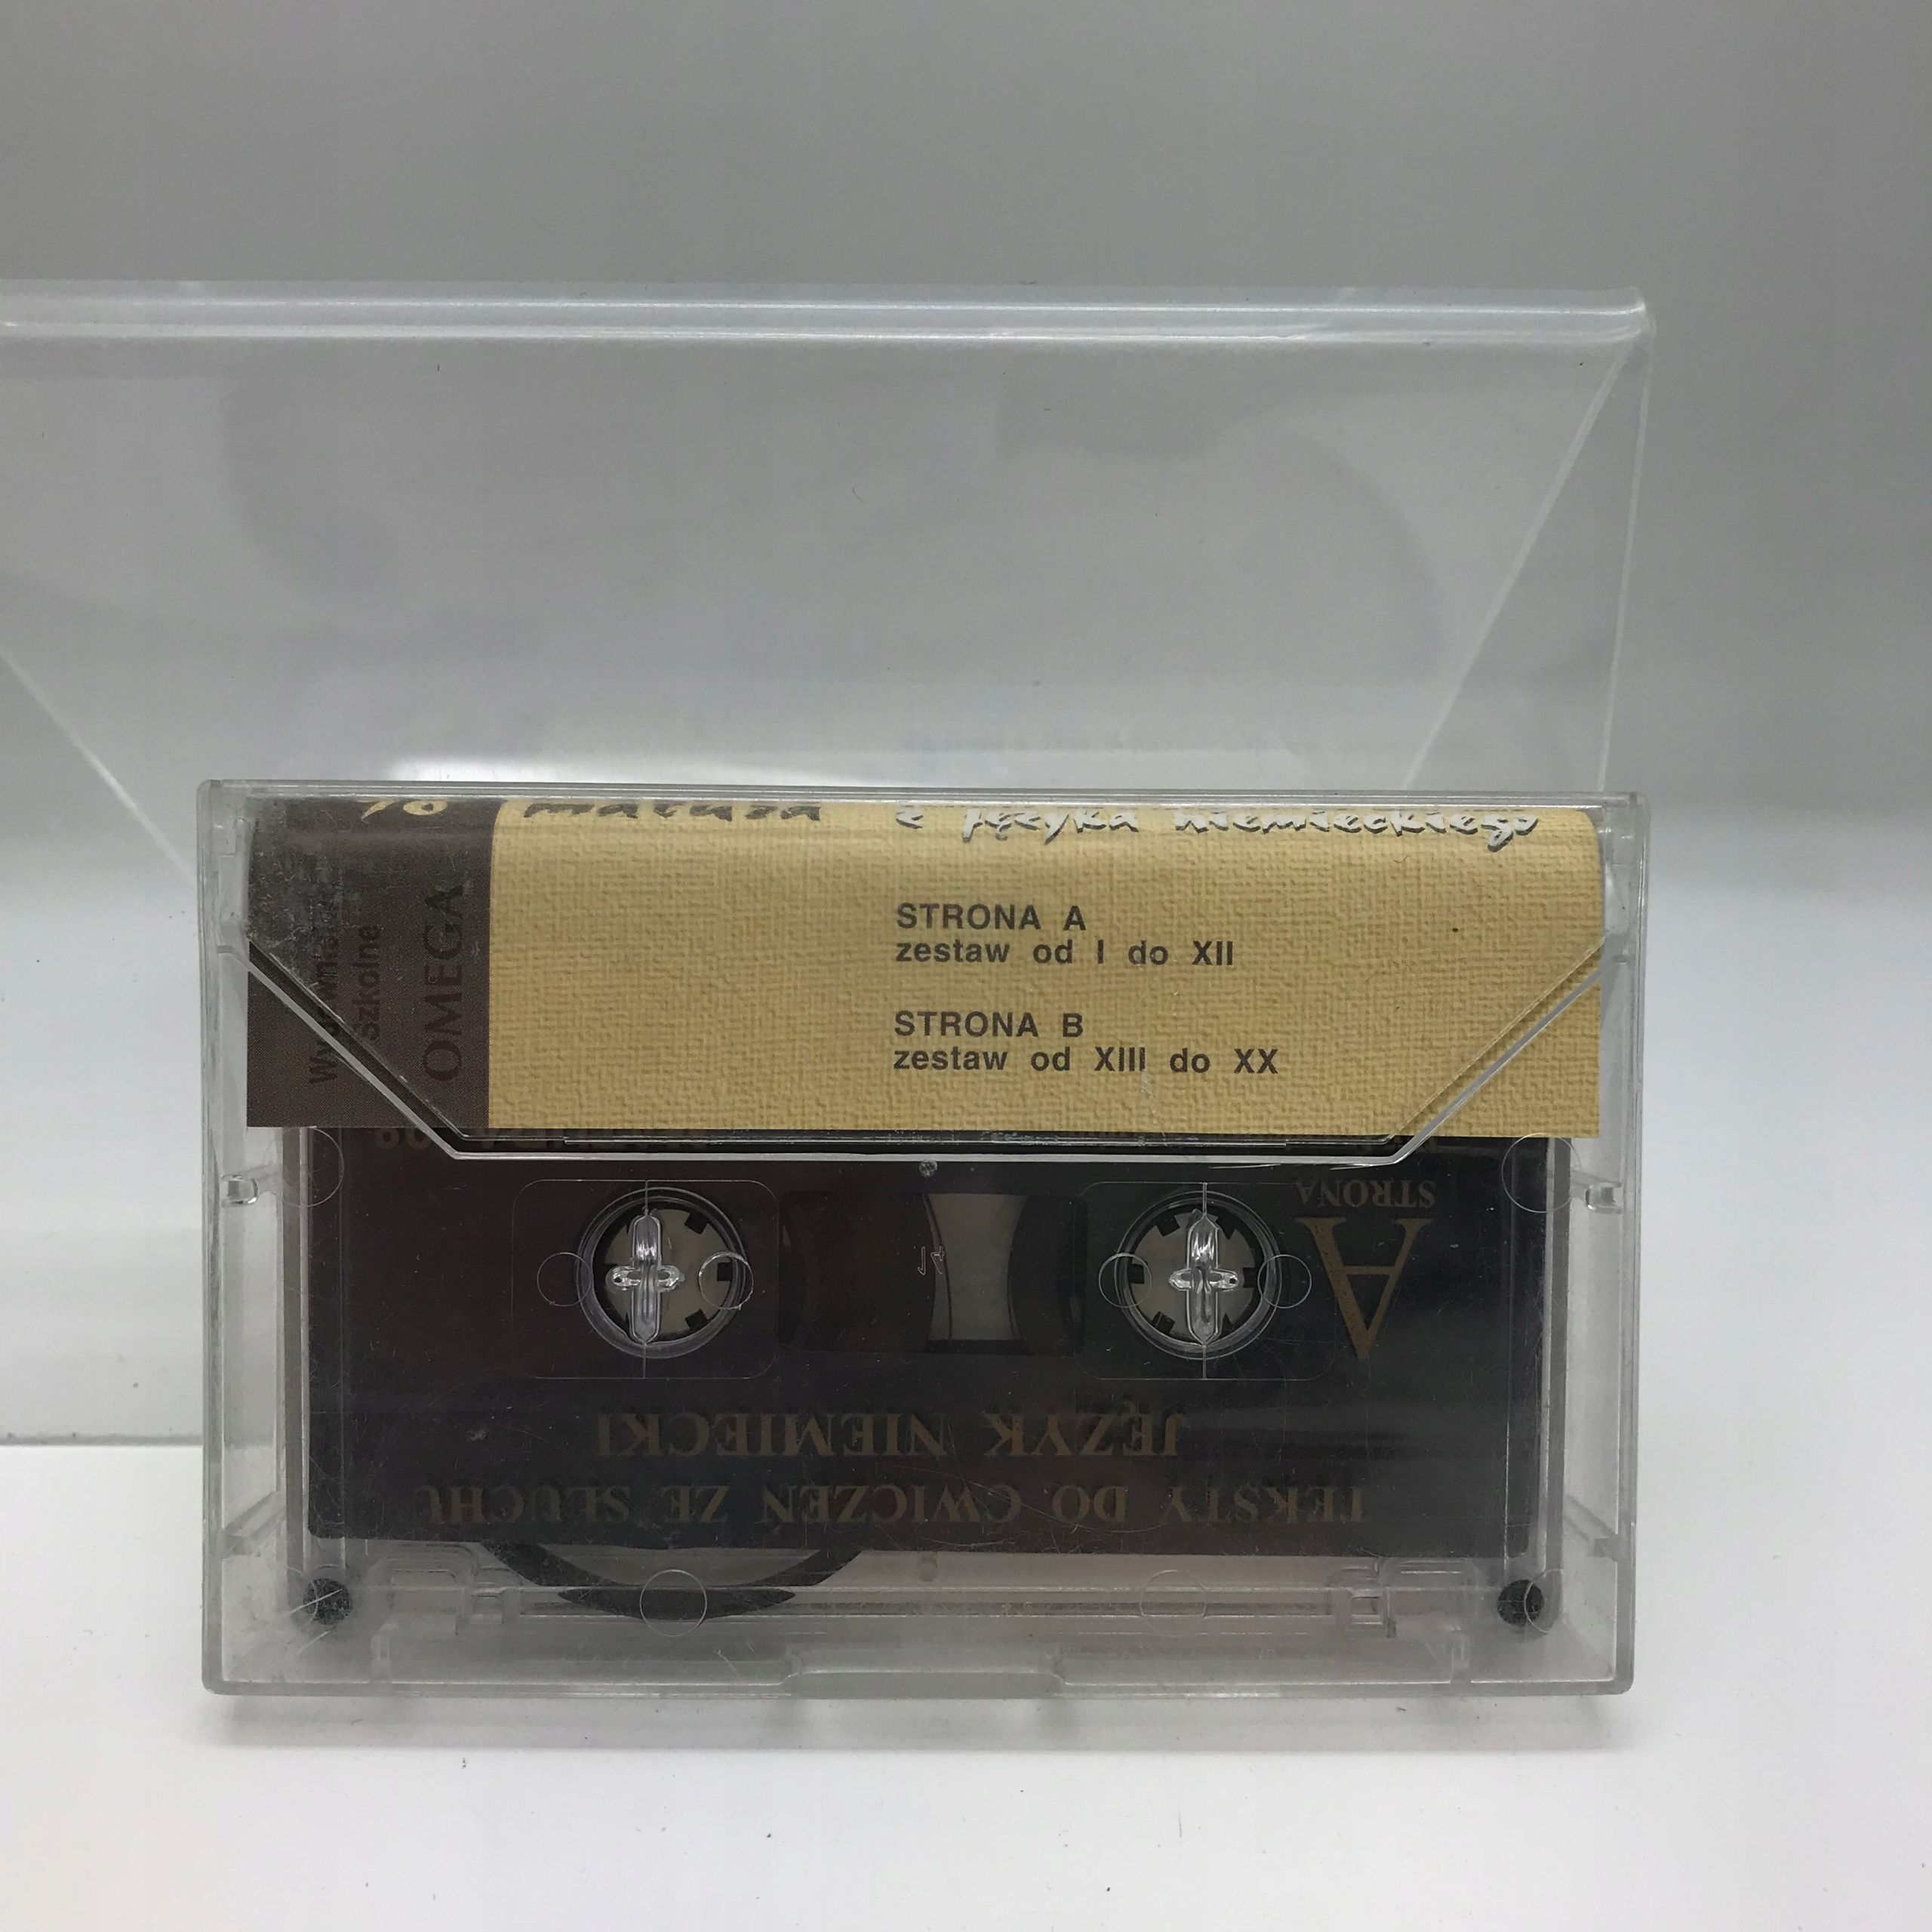 98 matura z języka niemieckiego
Szkolne
OMEGA
STRONA A
zestaw od I do XII
STRONA B
zestaw od XIII do XX
STRONA
A
JĘZYK NIEMIECKI
TEKSTY DO ĆWICZEŃ ZE SŁUCHU